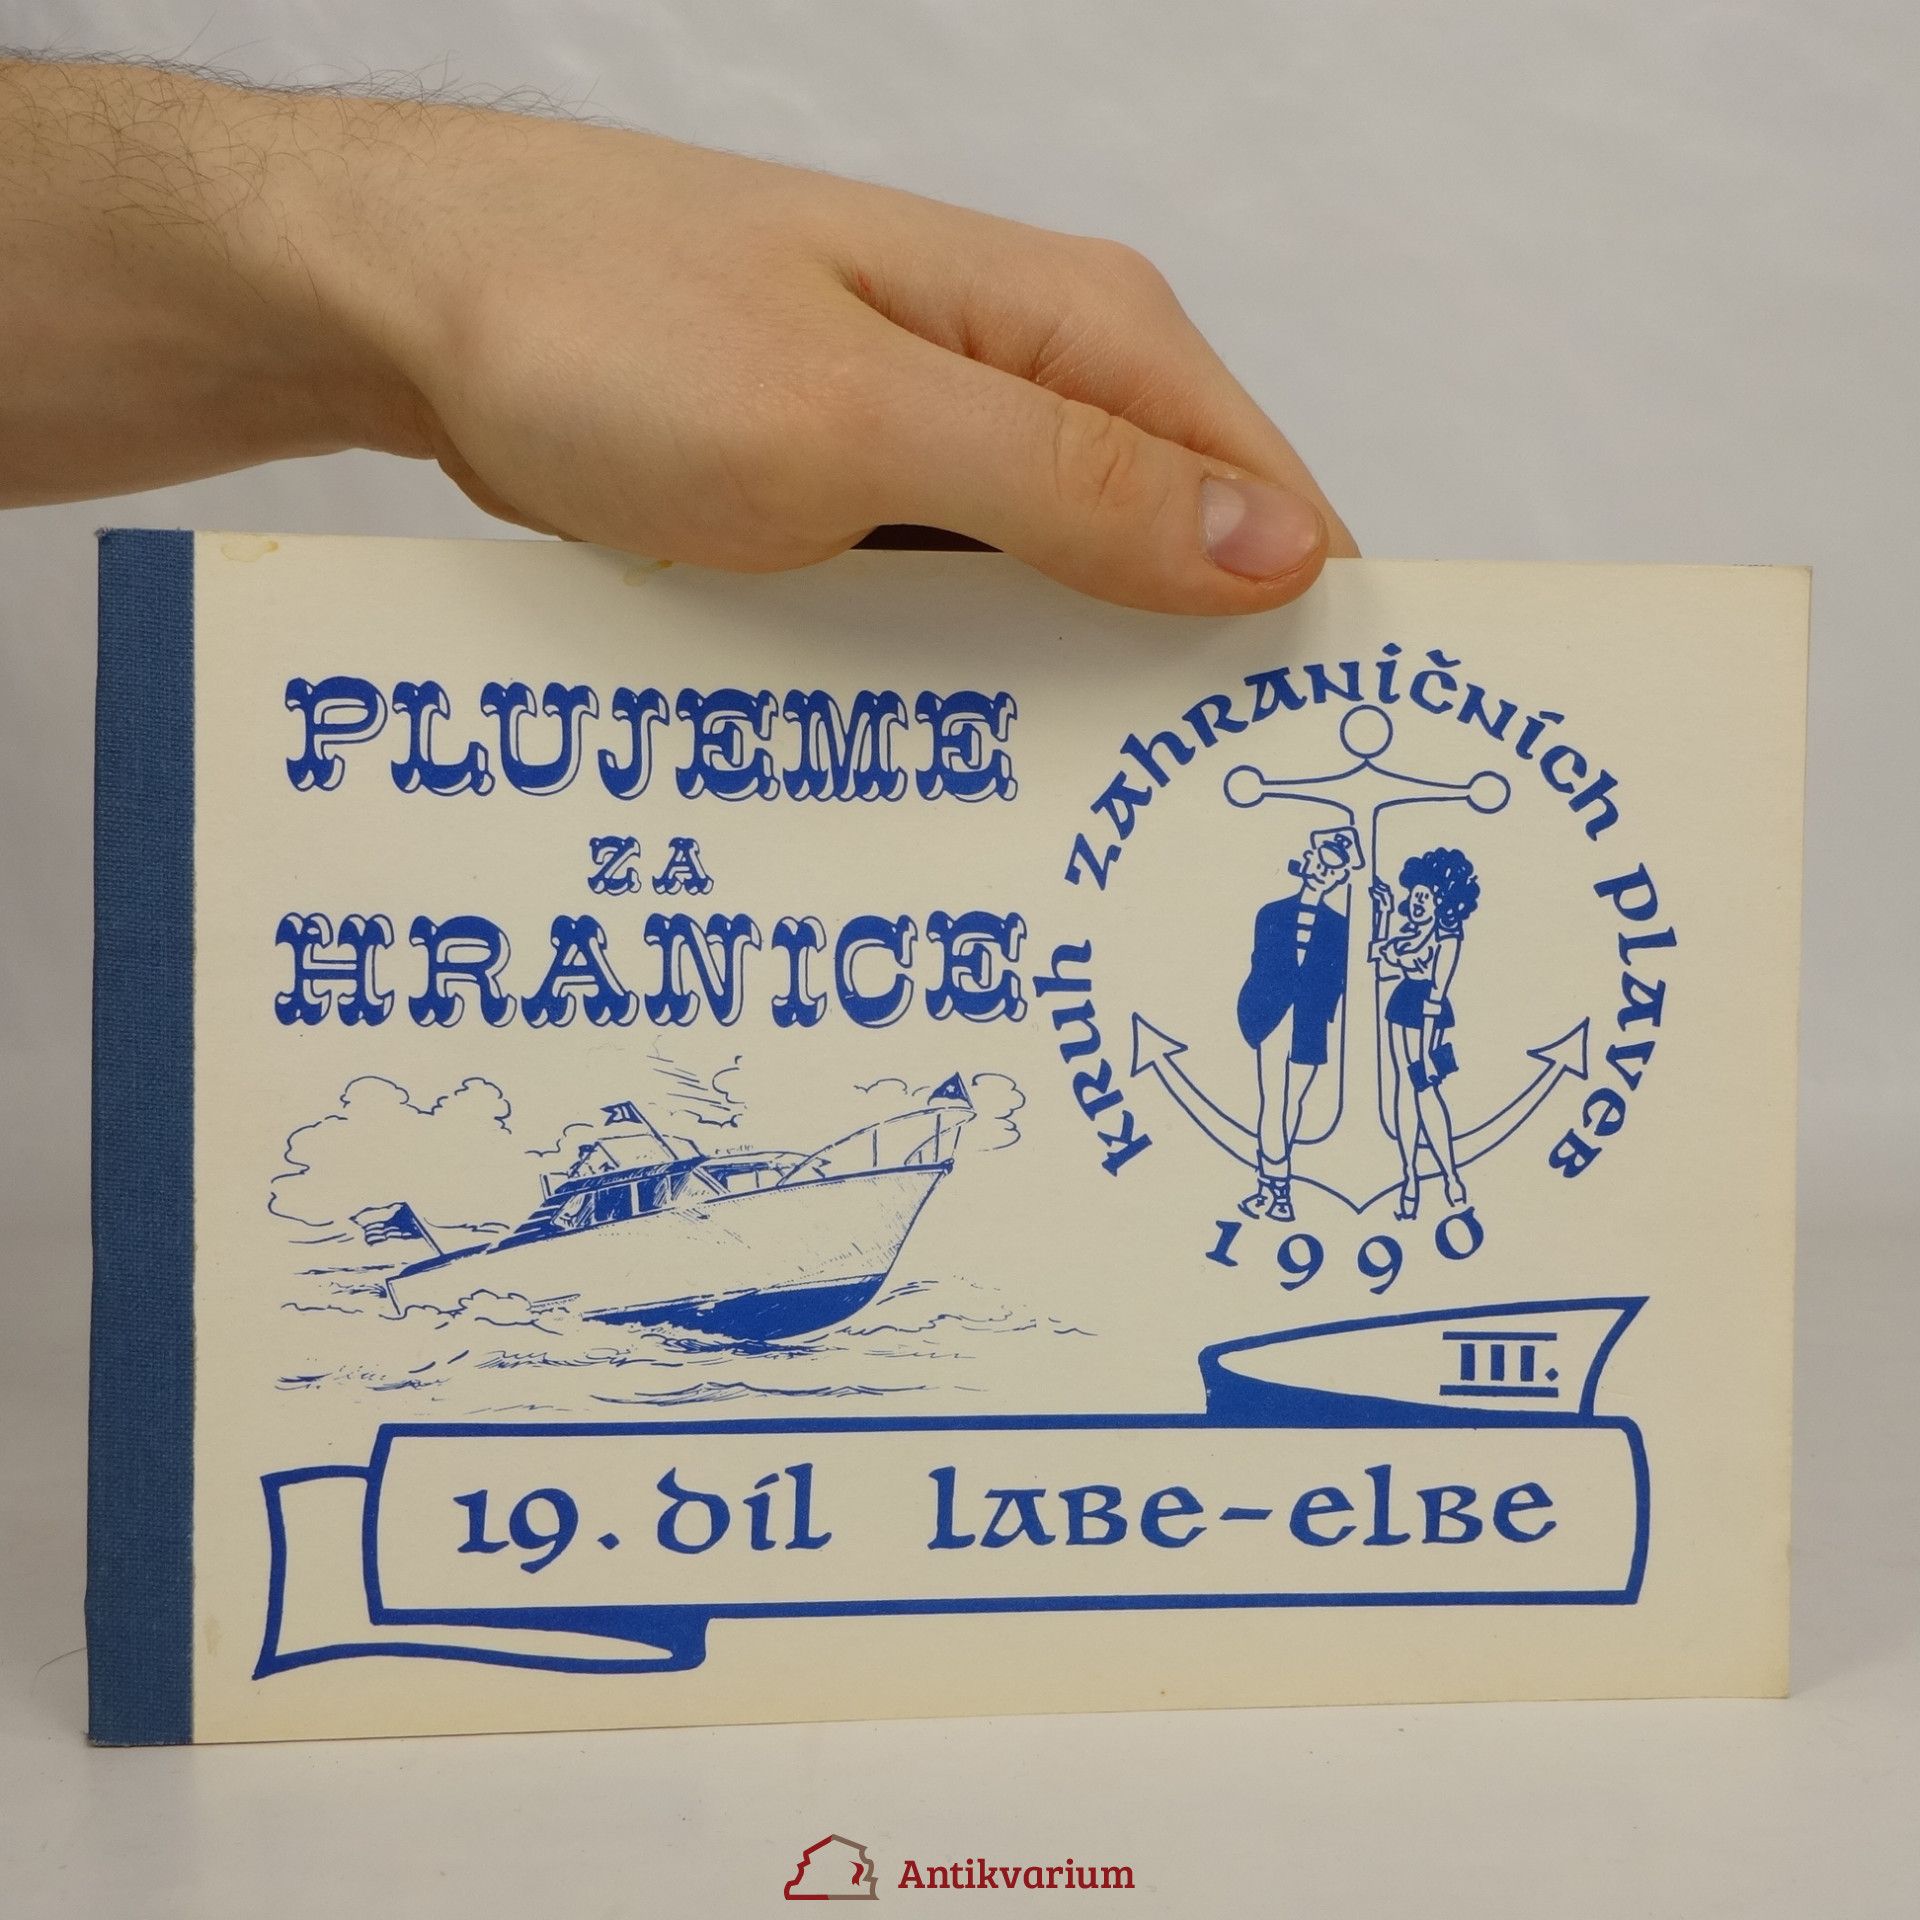 PLUJEME
ZA
HRANICE
kruh zahraničních plaveb
1990
III.
19. díl labe-elbe
Antikvarium